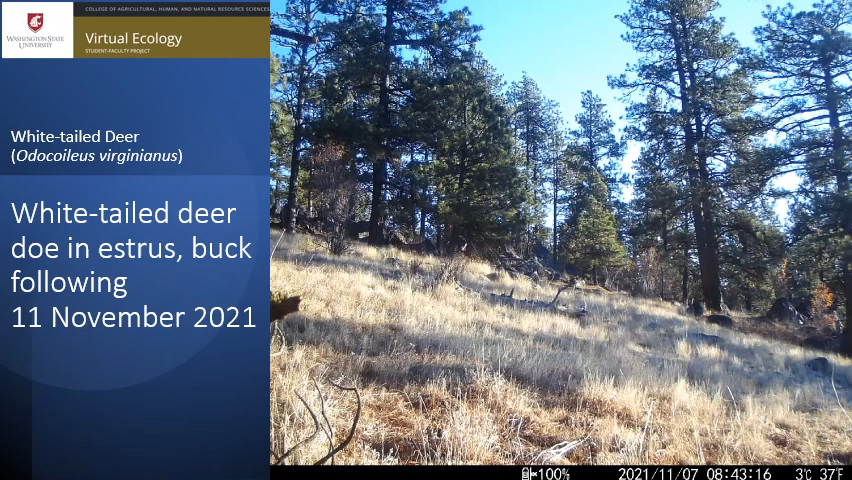 COLLEGE OF AGRICULTURAL, HUMAN, AND NATURAL RESOURCE SCIENCES
WASHINGTON STATE
UNIVERSITY
Virtual Ecology
STUDENT-FACULTY PROJECT
White-tailed Deer
(Odocoileus virginianus)
White-tailed deer
doe in estrus, buck
following
11 November 2021
100% 2021/11/07 08:43:16 3°C 37°F